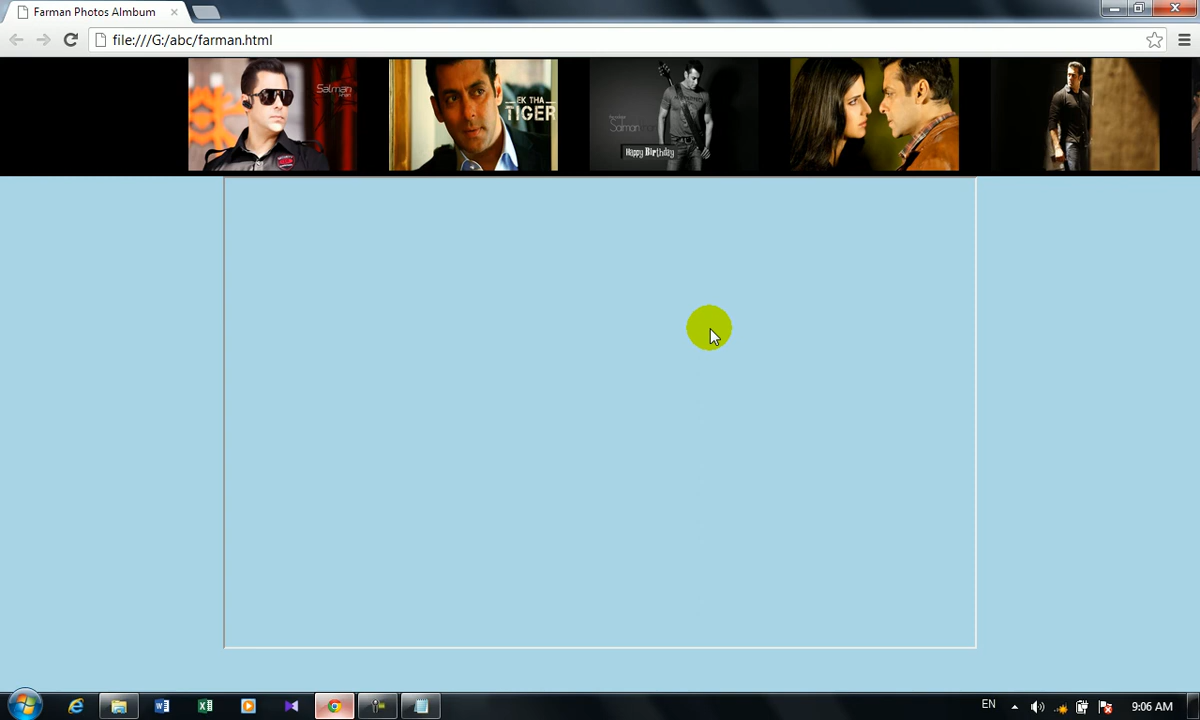 Farman Photos Almbum
file:///G:/abc/farman.html
Salman
EK THA
TIGER
Salman
Happy Birthday
EN
9:06 AM